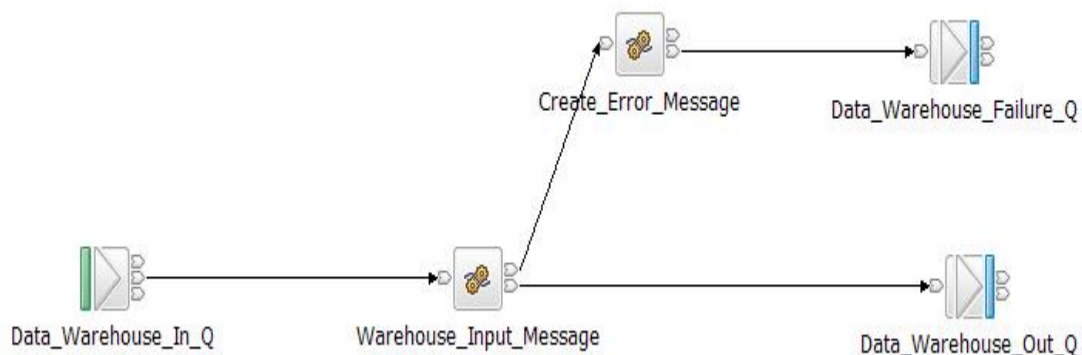 Create_Error_Message
Data_Warehouse_Failure_Q
Data_Warehouse_In_Q
Warehouse_Input_Message
Data_Warehouse_Out_Q